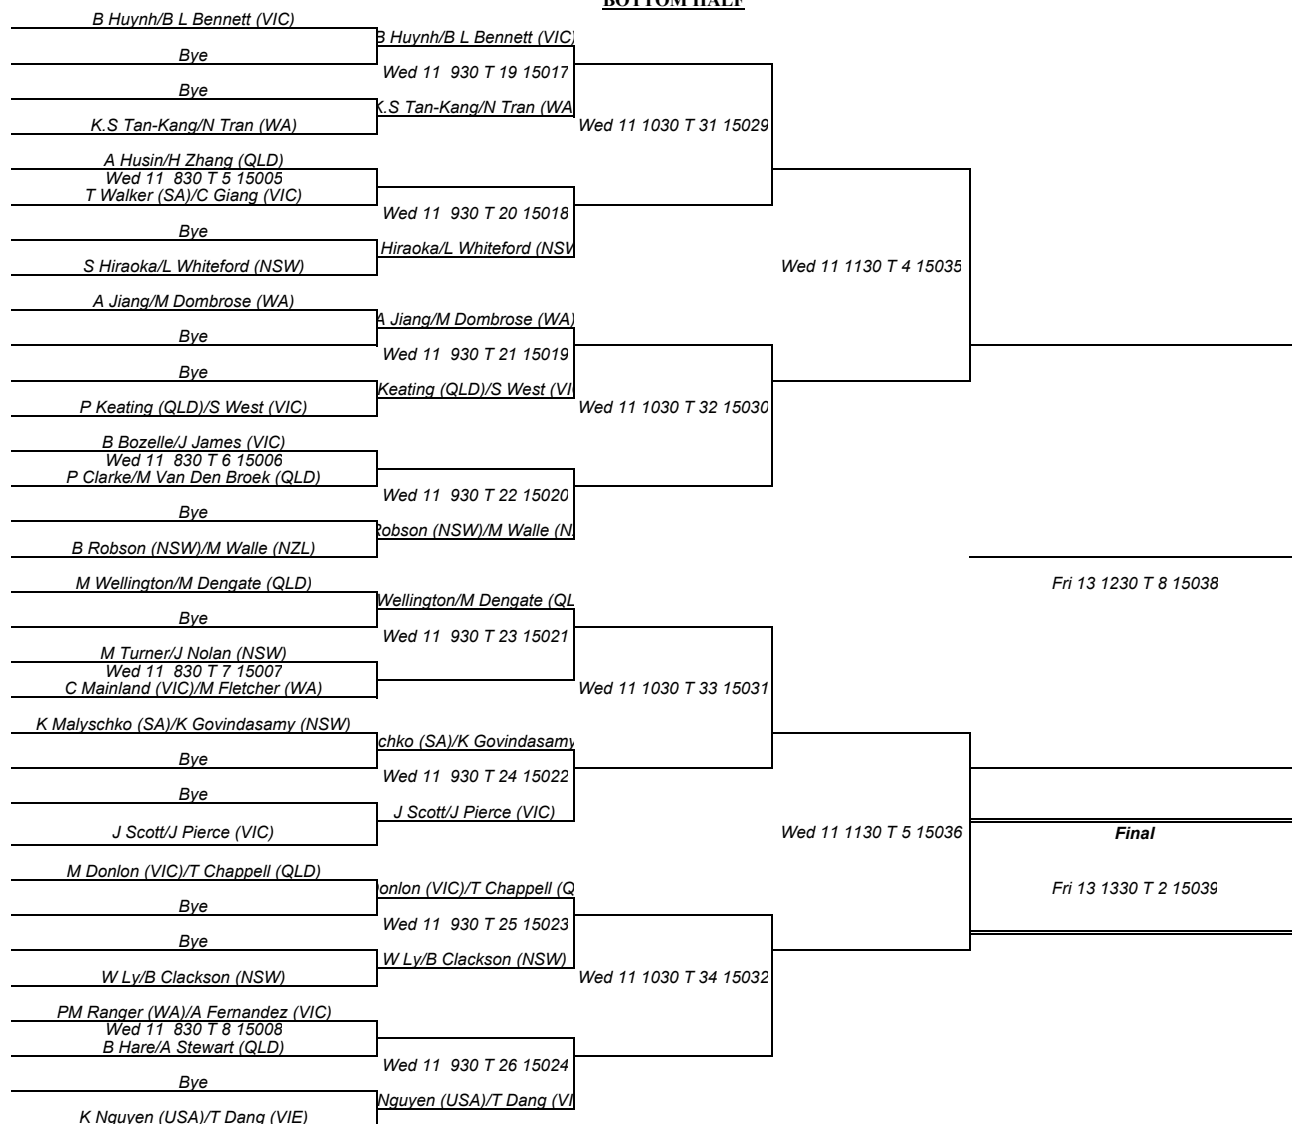 BOTTOM HALF
B Huynh/B L Bennett (VIC)
B Huynh/B L Bennett (VIC)
Bye
Wed 11 930 T 19 15017
Bye
K.S Tan-Kang/N Tran (WA
K.S Tan-Kang/N Tran (WA)
Wed 11 1030 T 31 15029
A Husin/H Zhang (QLD)
Wed 11 830 T 5 15005
T Walker (SA)/C Giang (VIC)
Wed 11 930 T 20 15018
Bye
Hiraoka/L Whiteford (NSW
S Hiraoka/L Whiteford (NSW)
Wed 11 1130 T 4 15035
A Jiang/M Dombrose (WA)
A Jiang/M Dombrose (WA)
Bye
Wed 11 930 T 21 15019
Bye
Keating (QLD)/S West (VI
P Keating (QLD)/S West (VIC)
Wed 11 1030 T 32 15030
B Bozelle/J James (VIC)
Wed 11 830 T 6 15006
P Clarke/M Van Den Broek (QLD)
Wed 11 930 T 22 15020
Bye
Robson (NSW)/M Walle (N
B Robson (NSW)/M Walle (NZL)
M Wellington/M Dengate (QLD)
Fri 13 1230 T 8 15038
Wellington/M Dengate (QL
Bye
Wed 11 930 T 23 15021
M Turner/J Nolan (NSW)
Wed 11 830 T 7 15007
C Mainland (VIC)/M Fletcher (WA)
Wed 11 1030 T 33 15031
K Malyschko (SA)/K Govindasamy (NSW)
chko (SA)/K Govindasamy
Bye
Wed 11 930 T 24 15022
Bye
J Scott/J Pierce (VIC)
J Scott/J Pierce (VIC)
Wed 11 1130 T 5 15036
Final
M Donlon (VIC)/T Chappell (QLD)
onlon (VIC)/T Chappell (Q
Fri 13 1330 T 2 15039
Bye
Wed 11 930 T 25 15023
Bye
W Ly/B Clackson (NSW)
W Ly/B Clackson (NSW)
Wed 11 1030 T 34 15032
PM Ranger (WA)/A Fernandez (VIC)
Wed 11 830 T 8 15008
B Hare/A Stewart (QLD)
Wed 11 930 T 26 15024
Bye
Nguyen (USA)/T Dang (VI
K Nguyen (USA)/T Dang (VIE)